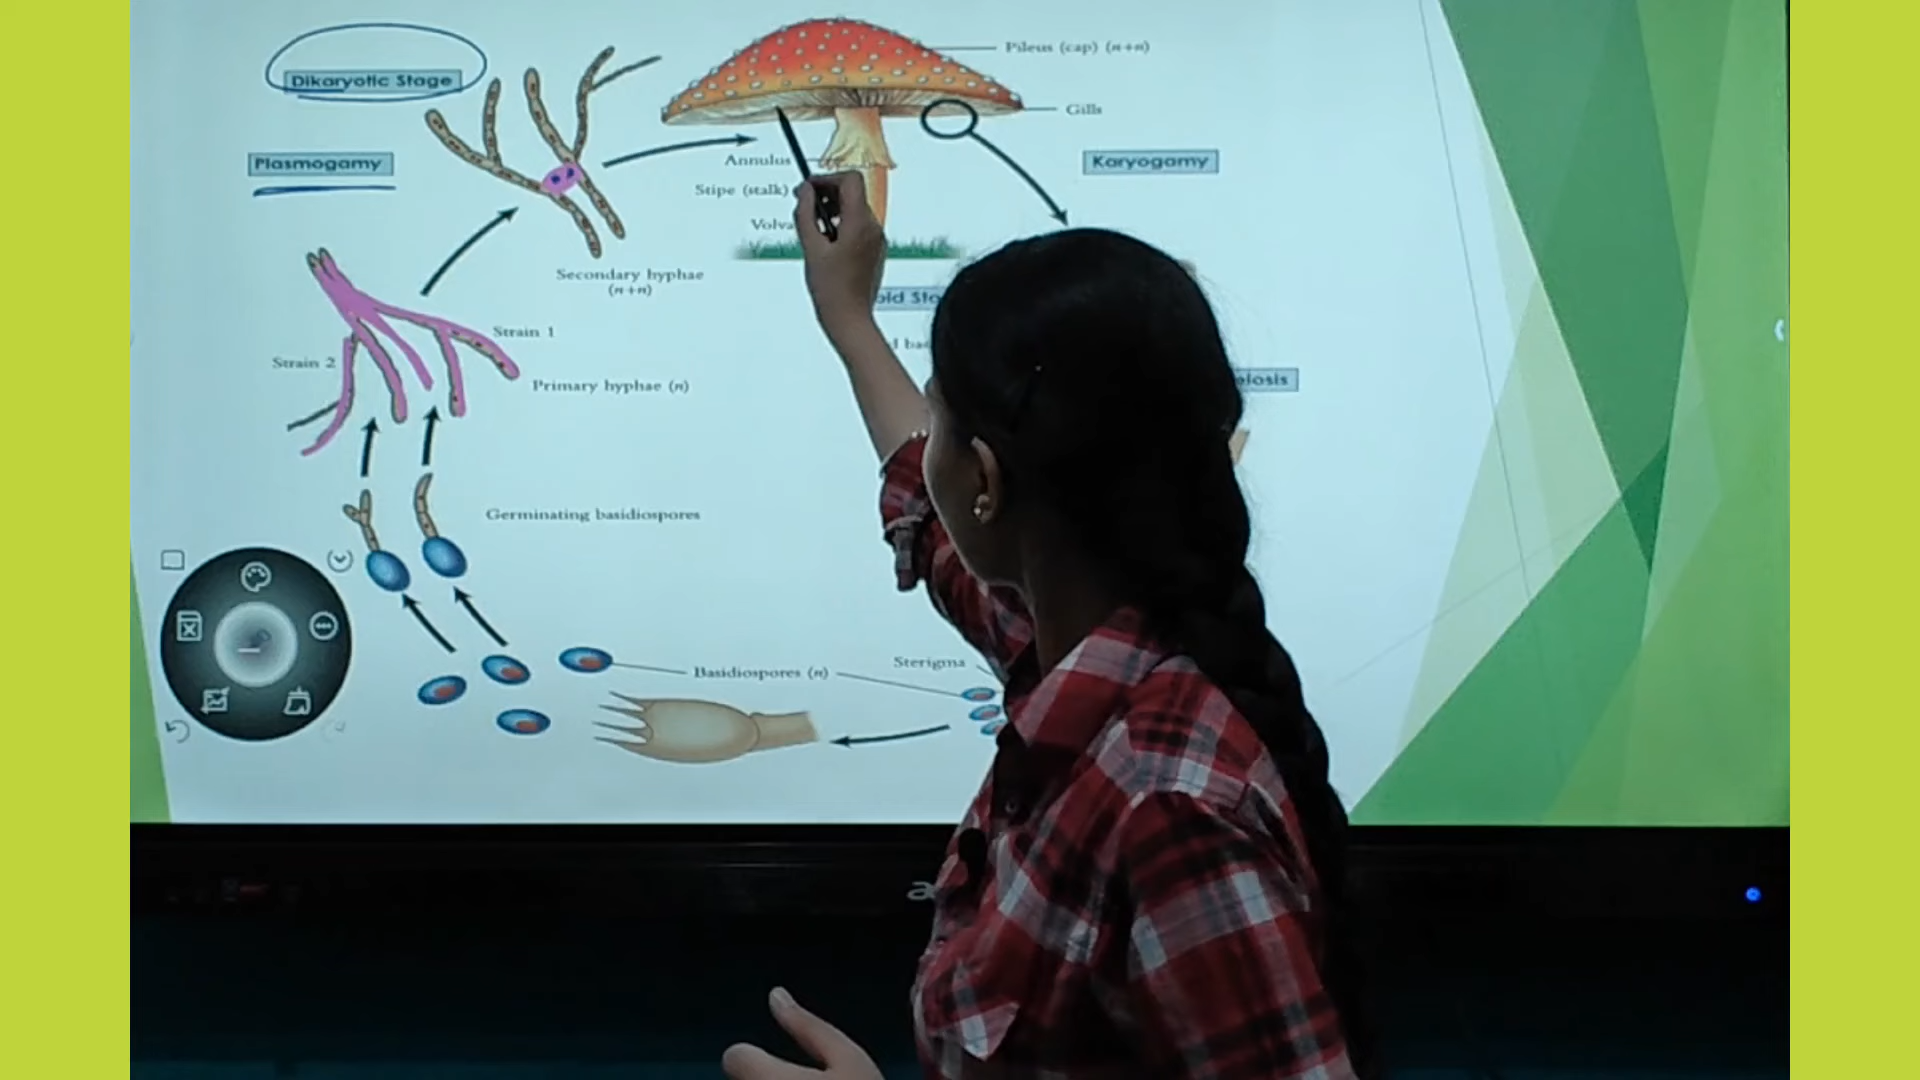 Dikaryotic Stage
Pileus (cap) (n+n)
Gills
Plasmogamy
Annulus
Karyogamy
Stipe (stalk)
Volva
Secondary hyphae
(n+n)
Strain 1
Strain 2
Primary hyphae (n)
Germinating basidiospores
Sterigma
Basidiospores (n)